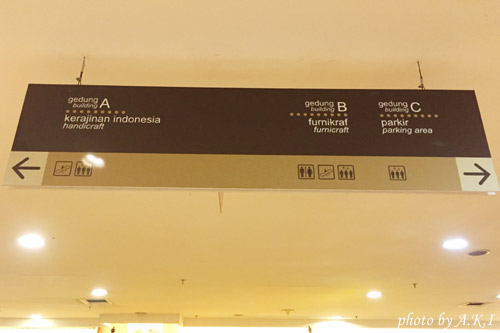 gedung A
building
kerajinan indonesia
handicraft
gedung B
building
furnikraf
furnicraft
gedung C
building
parkir
parking area
photo by A.K.I